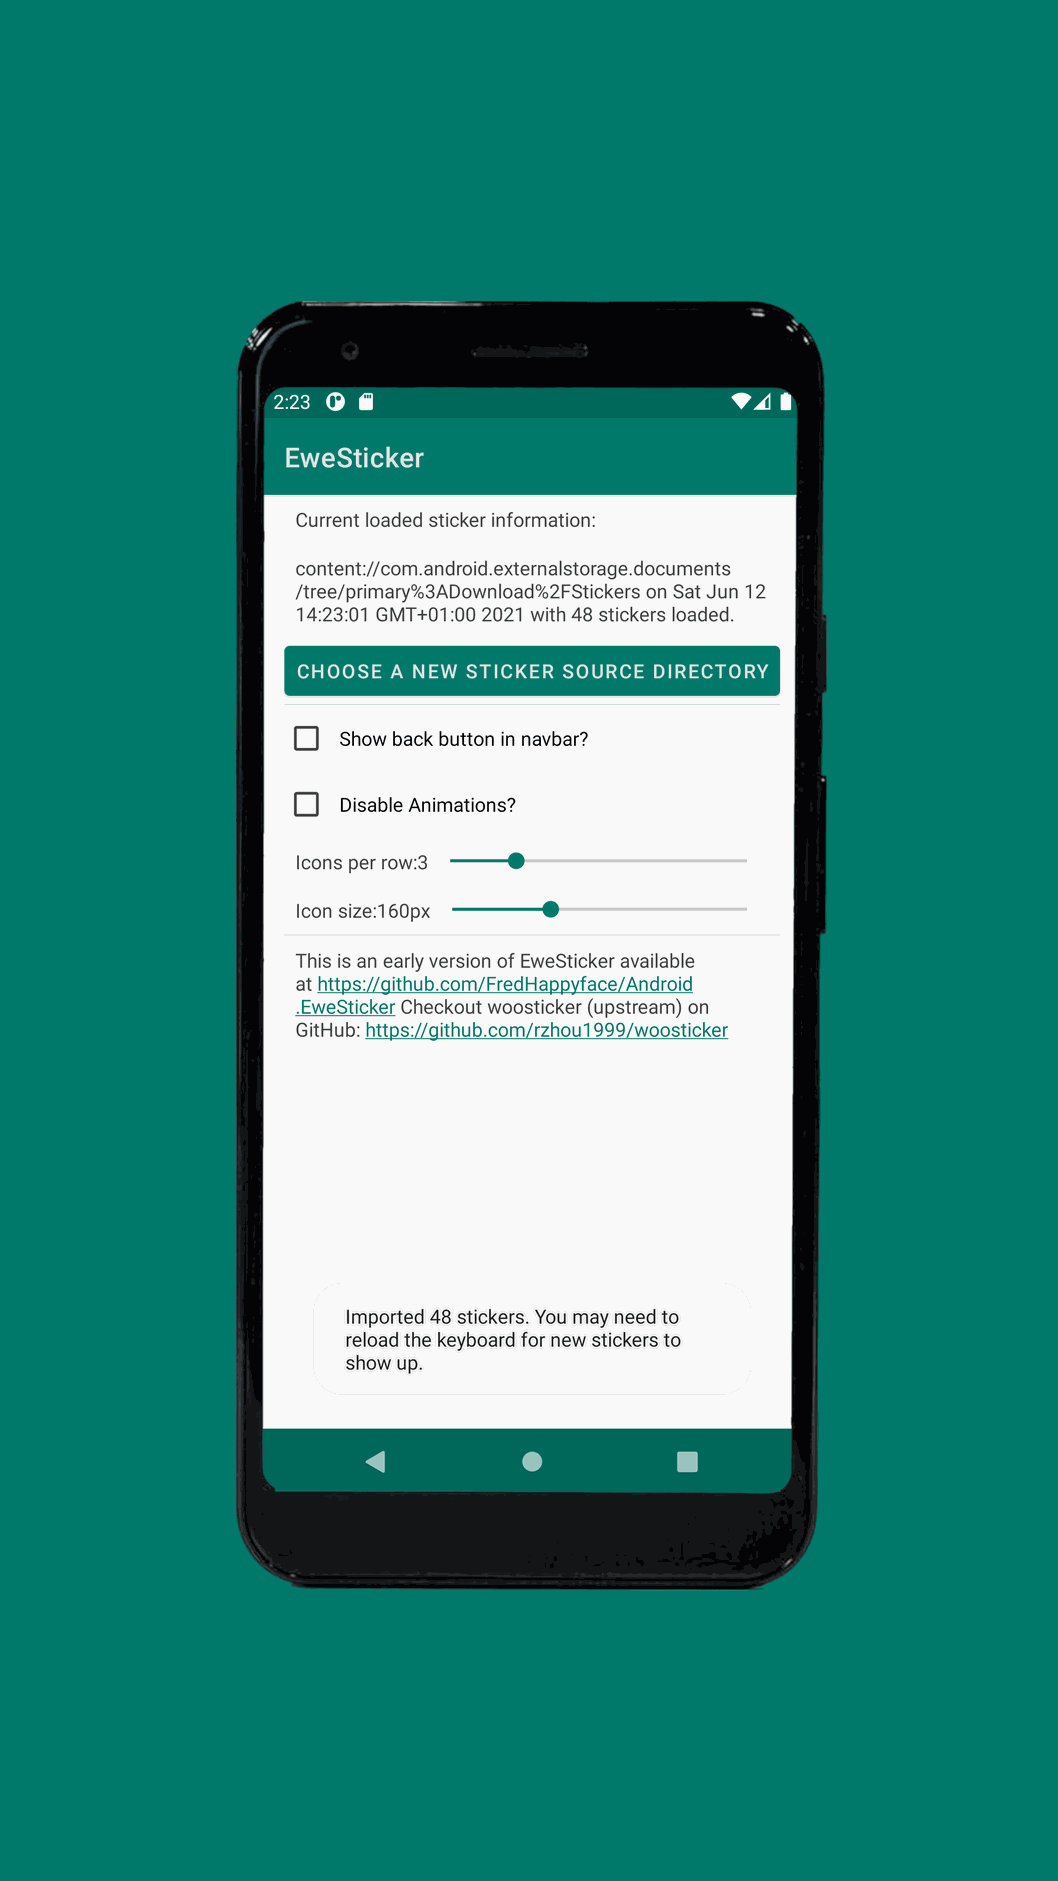 2:23
EweSticker
Current loaded sticker information:
content://com.android.externalstorage.documents
/tree/primary%3ADownload%2FStickers on Sat Jun 12
14:23:01 GMT+01:00 2021 with 48 stickers loaded.
CHOOSE A NEW STICKER SOURCE DIRECTORY
Show back button in navbar?
Disable Animations?
Icons per row:3
Icon size:160px
This is an early version of EweSticker available
at https://github.com/FredHappyface/Android
.EweSticker Checkout woosticker (upstream) on
GitHub: https://github.com/rzhou1999/woosticker
Imported 48 stickers. You may need to
reload the keyboard for new stickers to
show up.